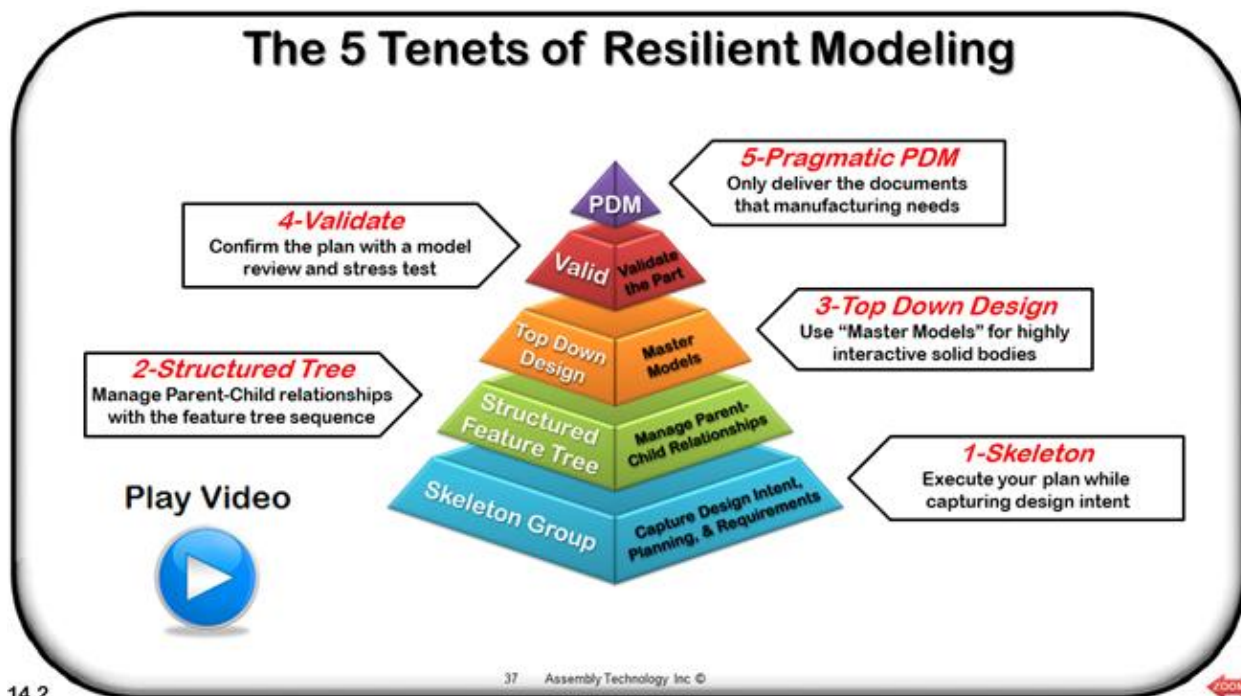 The 5 Tenets of Resilient Modeling
5-Pragmatic PDM
Only deliver the documents
that manufacturing needs
PDM
4-Validate
Confirm the plan with a model
review and stress test
Valid
Validate
the Part
3-Top Down Design
Use “Master Models” for highly
interactive solid bodies
Top Down
Design
Master
Models
2-Structured Tree
Manage Parent-Child relationships
with the feature tree sequence
Structured
Feature Tree
Manage Parent-
Child Relationships
1-Skeleton
Execute your plan while
capturing design intent
Skeleton Group
Capture Design Intent,
Planning, & Requirements
Play Video
37 Assembly Technology Inc ©
14.2
ZOOM